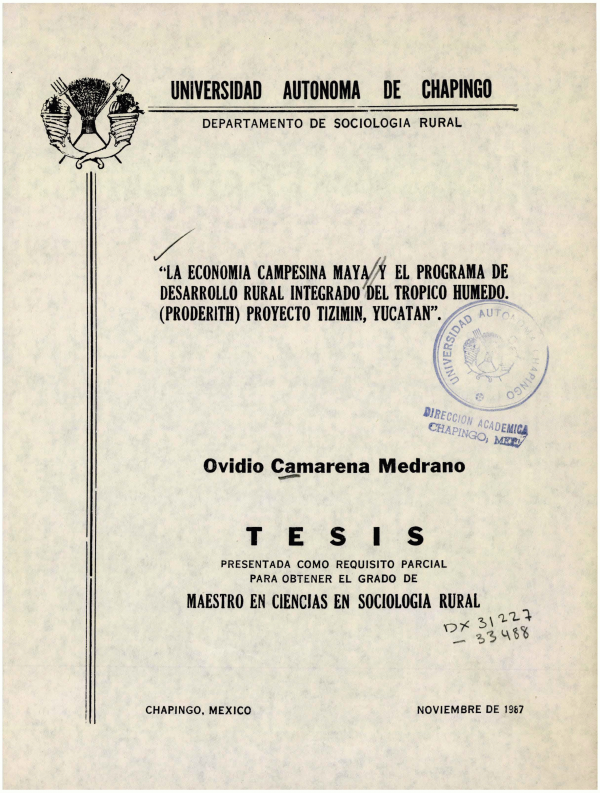 UNIVERSIDAD AUTONOMA DE CHAPINGO
DEPARTAMENTO DE SOCIOLOGIA RURAL
"LA ECONOMIA CAMPESINA MAYA Y EL PROGRAMA DE
DESARROLLO RURAL INTEGRADO DEL TROPICO HUMEDO.
(PRODERITH) PROYECTO TIZIMIN, YUCATAN".
UNIVERSIDAD AUTONOMA CHAPINGO
DIRECCION ACADEMICA
CHAPINGO, MEX.
Ovidio Camarena Medrano
TESIS
PRESENTADA COMO REQUISITO PARCIAL
PARA OBTENER EL GRADO DE
MAESTRO EN CIENCIAS EN SOCIOLOGIA RURAL
DX 31227
- 33488
CHAPINGO, MEXICO NOVIEMBRE DE 1987